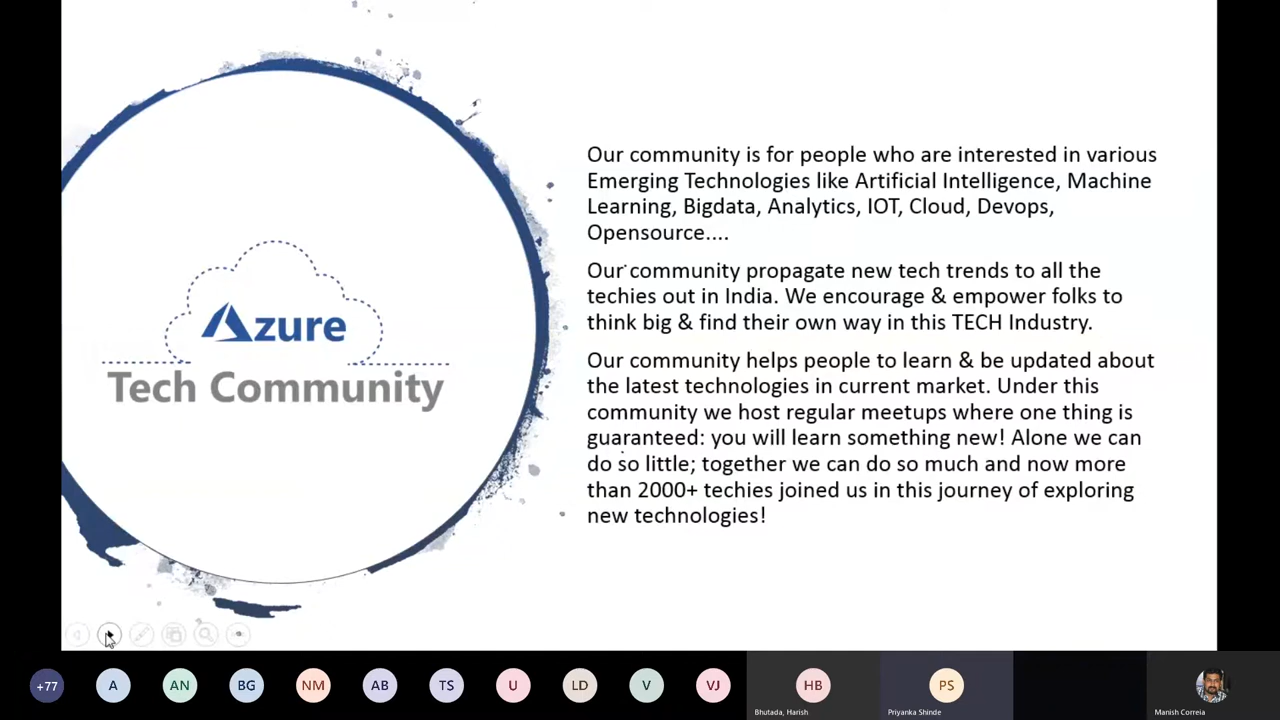 Our community is for people who are interested in various
Emerging Technologies like Artificial Intelligence, Machine
Learning, Bigdata, Analytics, IOT, Cloud, Devops,
Opensource....
Our community propagate new tech trends to all the
techies out in India. We encourage & empower folks to
think big & find their own way in this TECH Industry.
Our community helps people to learn & be updated about
the latest technologies in current market. Under this
community we host regular meetups where one thing is
guaranteed: you will learn something new! Alone we can
do so little; together we can do so much and now more
than 2000+ techies joined us in this journey of exploring
new technologies!
Azure
Tech Community
+77 A AN BG NM AB TS U LD V VJ HB PS
Bhutada, Harish Priyanka Shinde Manish Correia